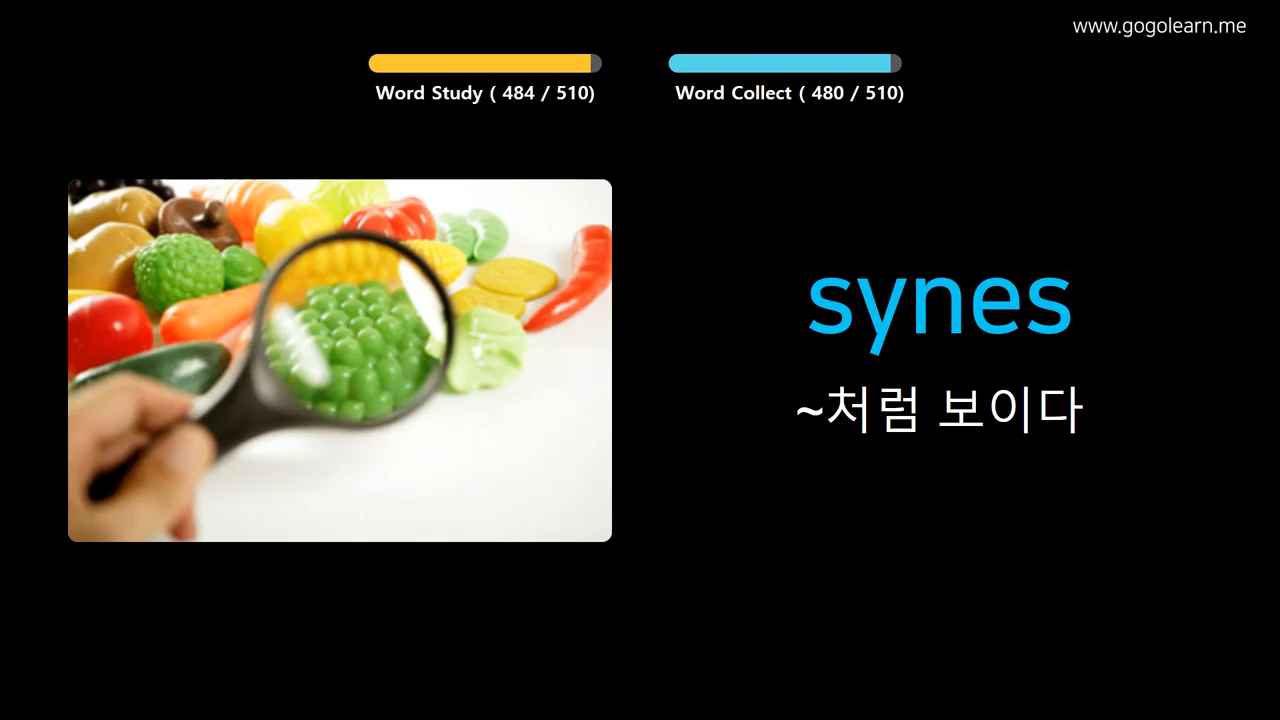 www.gogolearn.me
Word Study ( 484 / 510)
Word Collect ( 480 / 510)
synes
~처럼 보이다